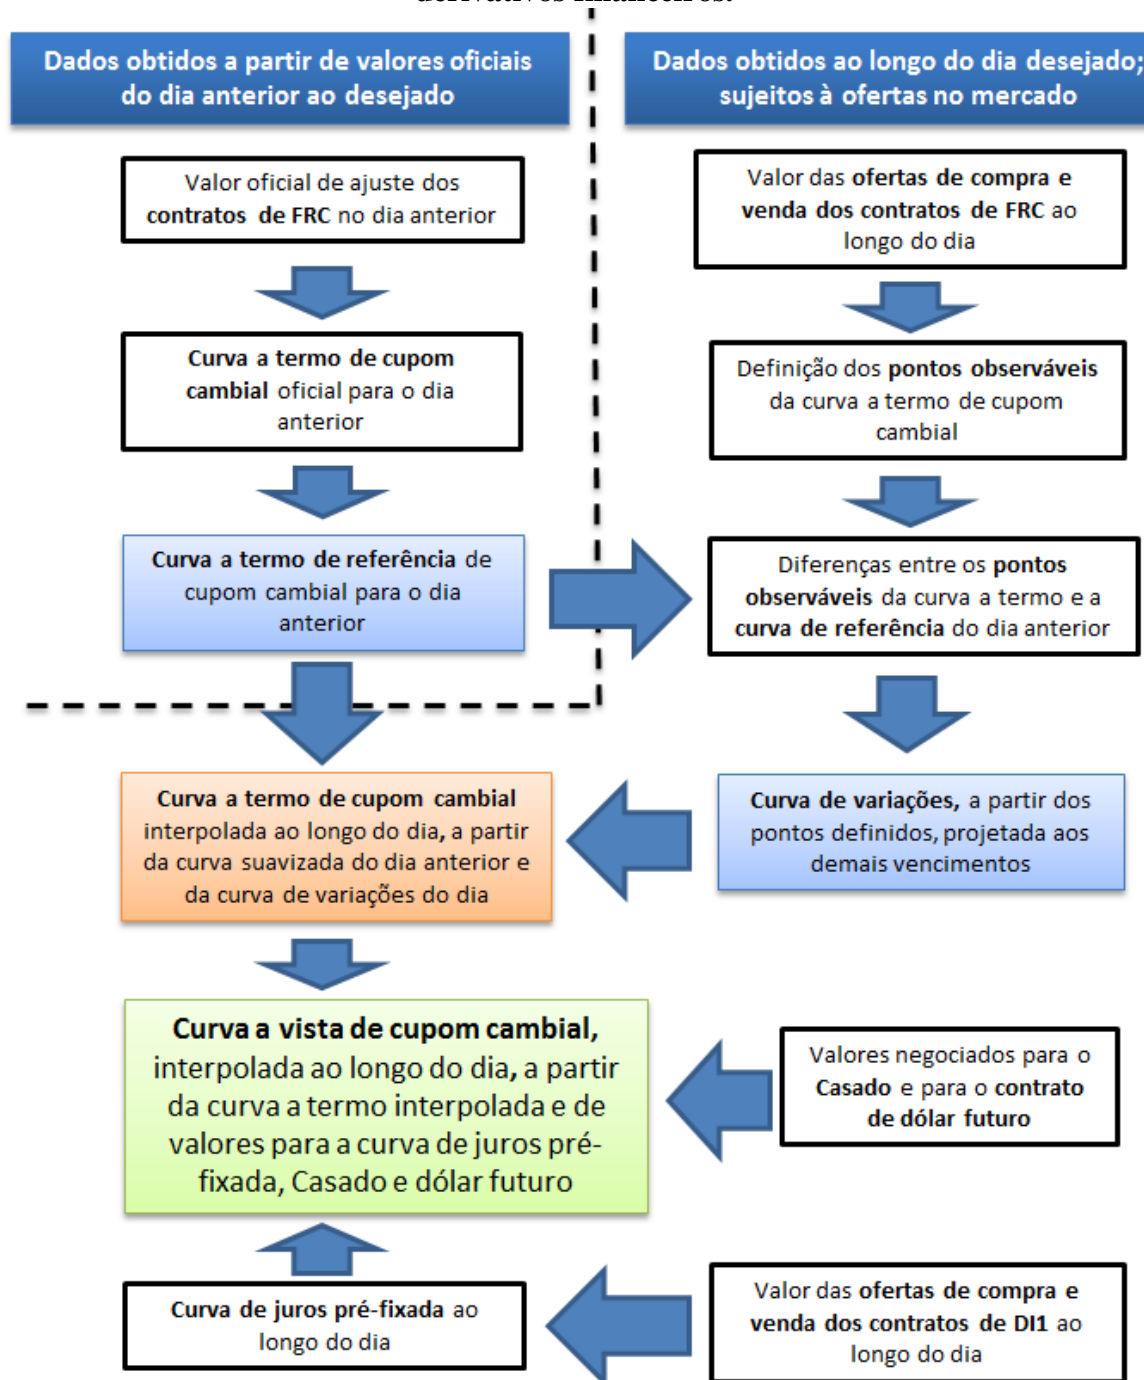 derivativos financeiros.
Dados obtidos a partir de valores oficiais
do dia anterior ao desejado
Dados obtidos ao longo do dia desejado;
sujeitos à ofertas no mercado
Valor oficial de ajuste dos
contratos de FRC no dia anterior
Valor das ofertas de compra e
venda dos contratos de FRC ao
longo do dia
Curva a termo de cupom
cambial oficial para o dia
anterior
Definição dos pontos observáveis
da curva a termo de cupom
cambial
Curva a termo de referência de
cupom cambial para o dia
anterior
Diferenças entre os pontos
observáveis da curva a termo e a
curva de referência do dia anterior
Curva a termo de cupom cambial
interpolada ao longo do dia, a partir
da curva suavizada do dia anterior e
da curva de variações do dia
Curva de variações, a partir dos
pontos definidos, projetada aos
demais vencimentos
Curva a vista de cupom cambial,
interpolada ao longo do dia, a partir
da curva a termo interpolada e de
valores para a curva de juros pré-
fixada, Casado e dólar futuro
Valores negociados para o
Casado e para o contrato
de dólar futuro
Curva de juros pré-fixada ao
longo do dia
Valor das ofertas de compra e
venda dos contratos de DI1 ao
longo do dia